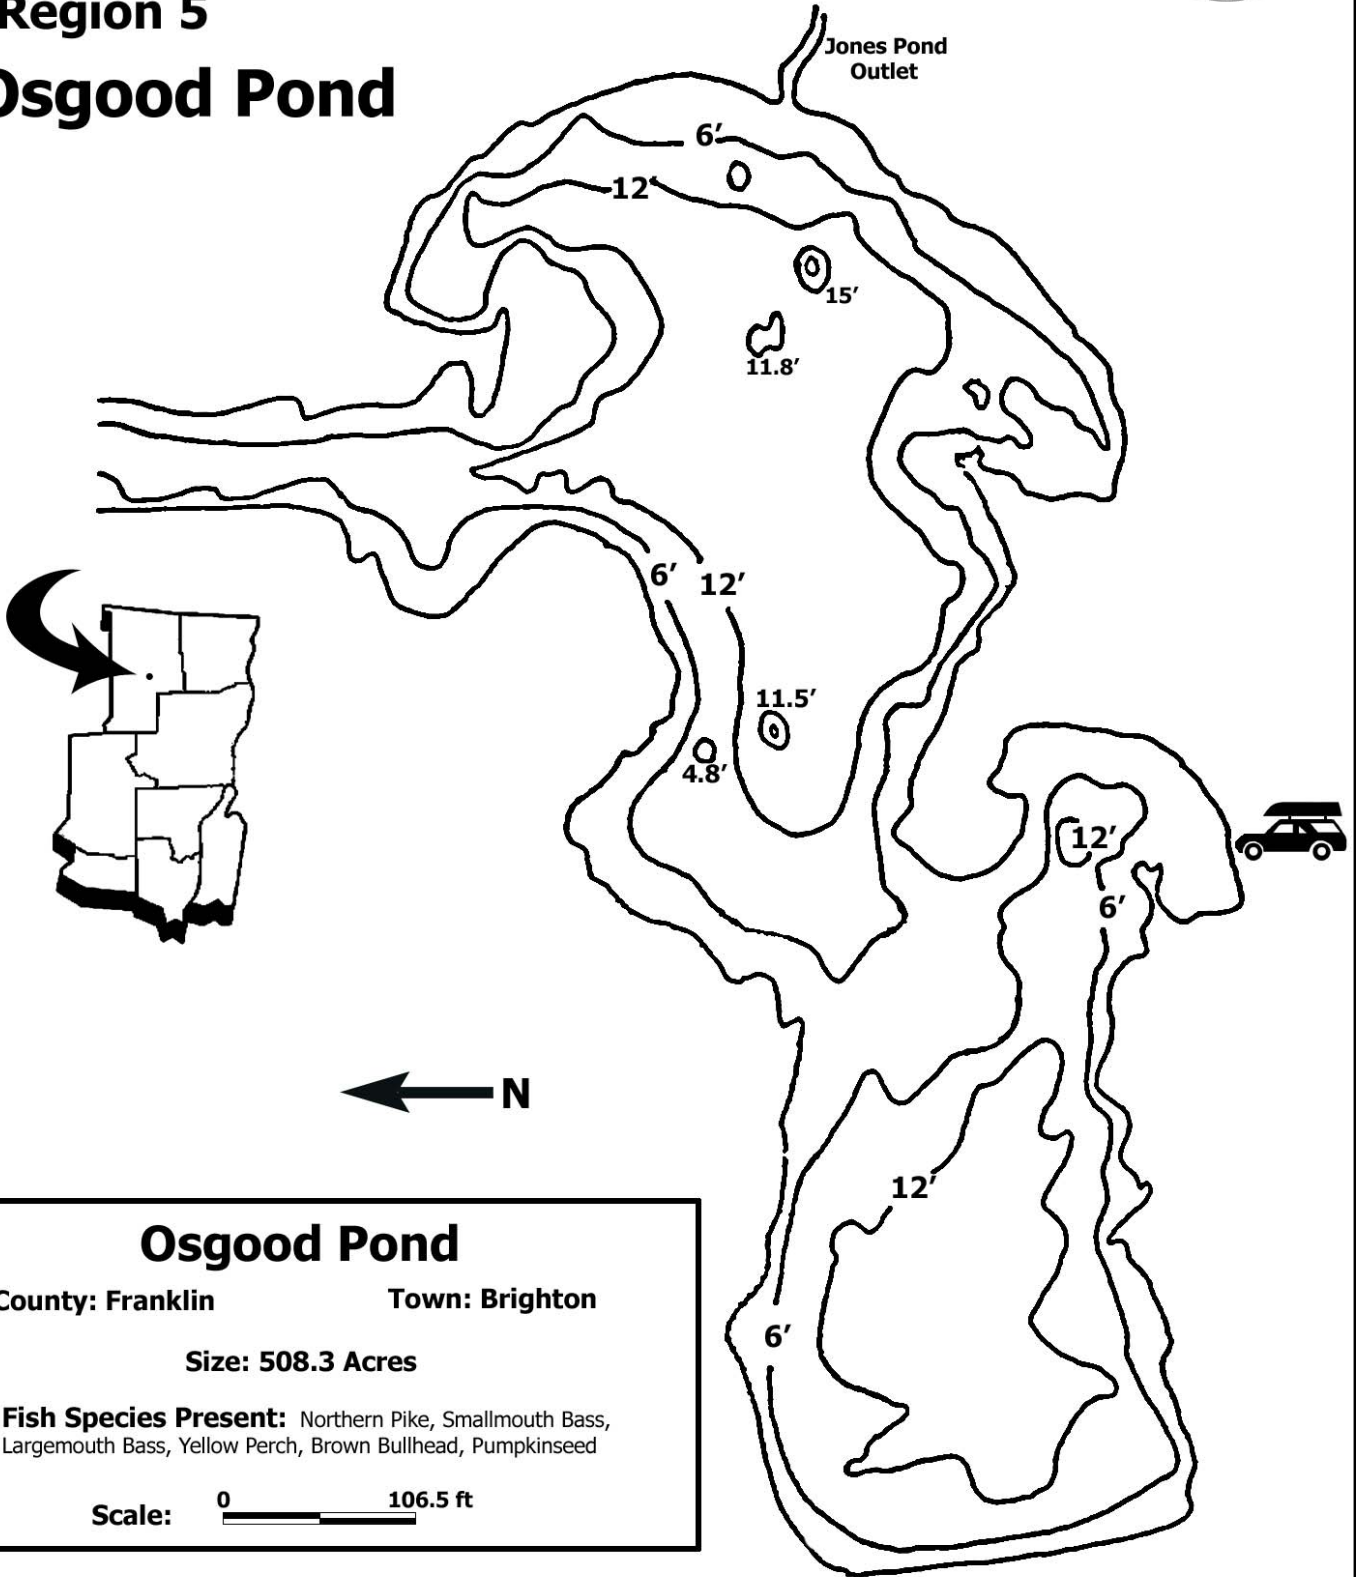 Region 5
Osgood Pond
Jones Pond
Outlet
6'
12'
15'
11.8'
6'
12'
11.5'
4.8'
12'
6'
N
12'
6'
Osgood Pond
County: Franklin Town: Brighton
Size: 508.3 Acres
Fish Species Present: Northern Pike, Smallmouth Bass,
Largemouth Bass, Yellow Perch, Brown Bullhead, Pumpkinseed
Scale: 0 106.5 ft